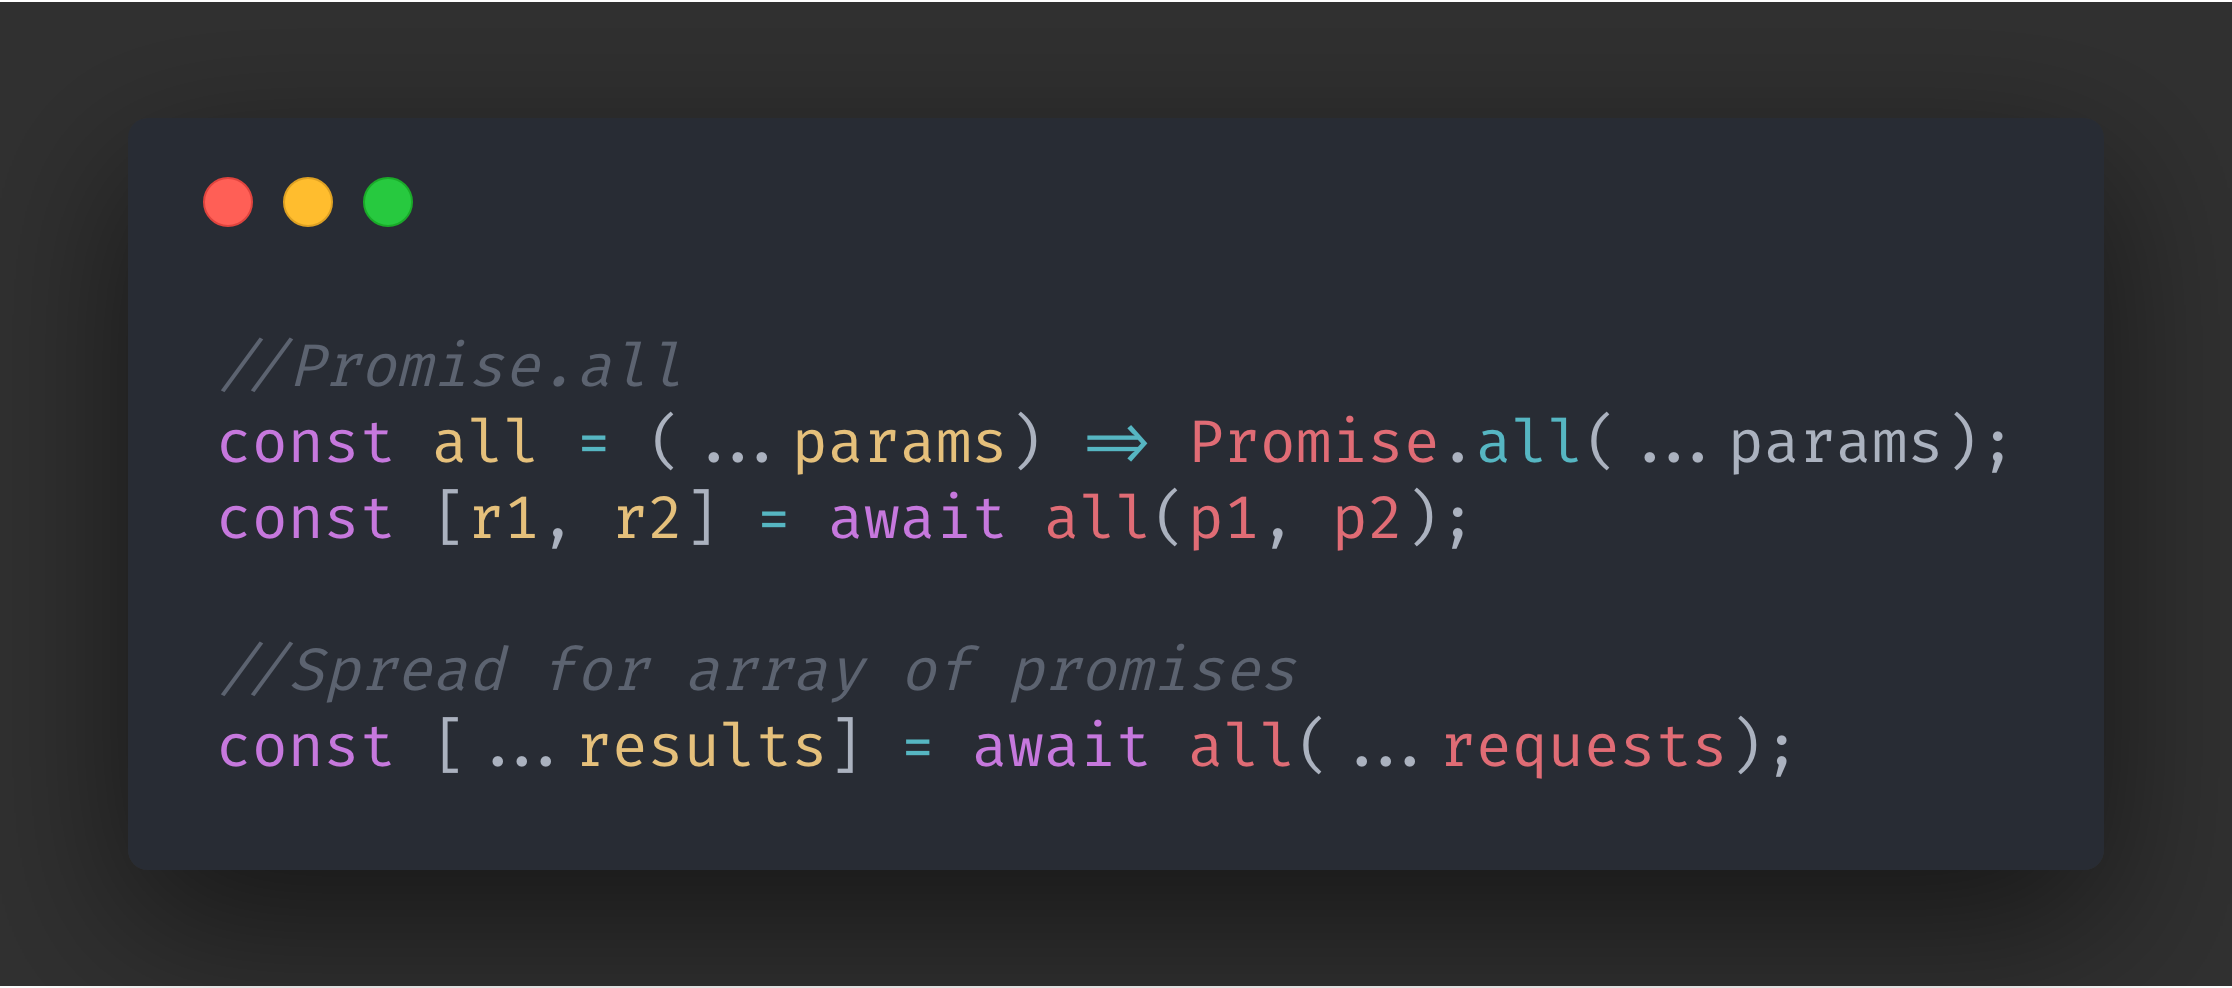 //Promise.all
const all = (...params) => Promise.all(...params);
const [r1, r2] = await all(p1, p2);
//Spread for array of promises
const [...results] = await all(...requests);